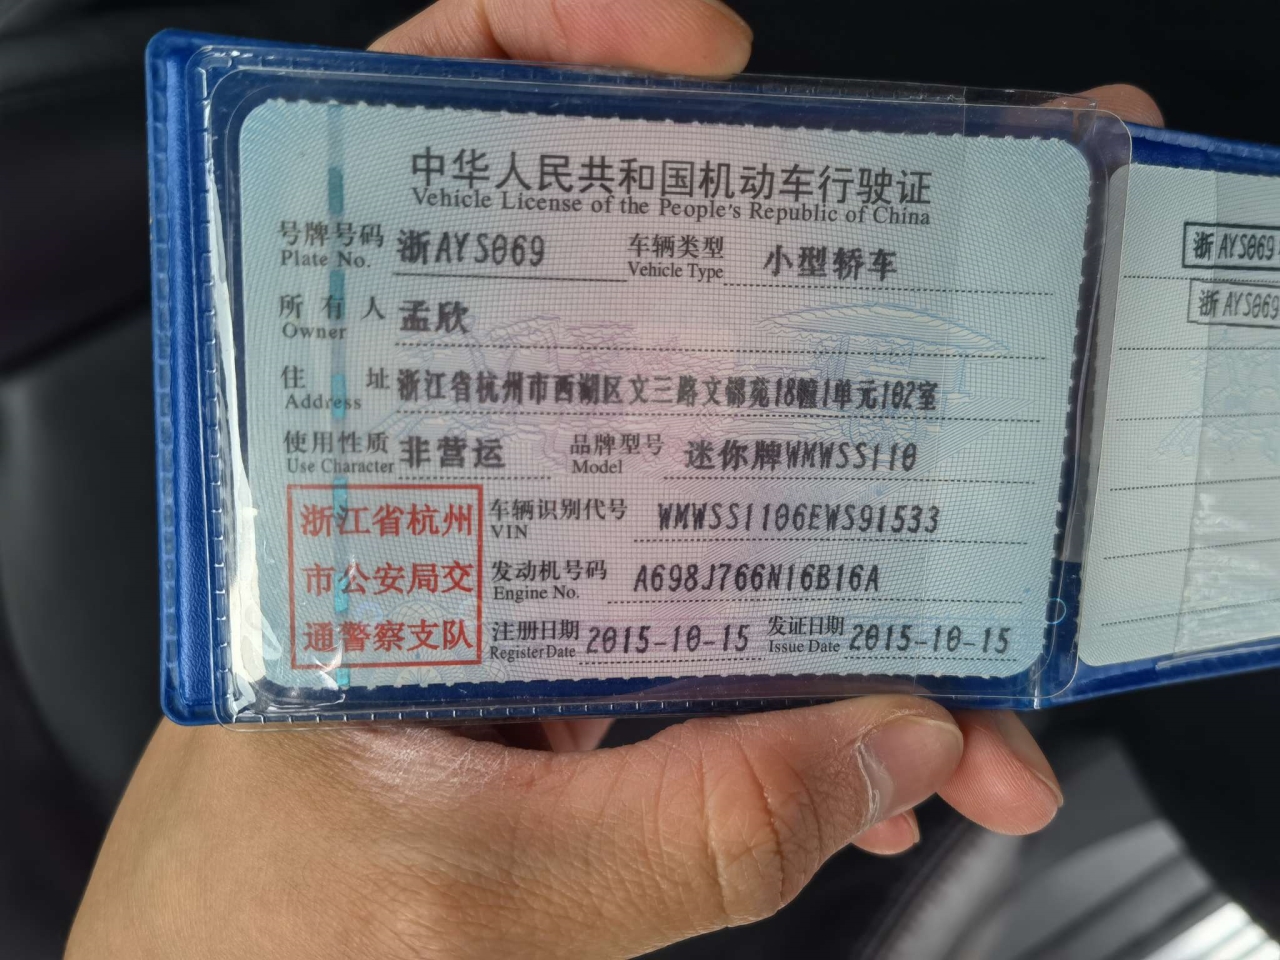 中华人民共和国机动车行驶证
Vehicle License of the People's Republic of China
号牌号码 浙AYS069 车辆类型 小型轿车
Plate No. Vehicle Type
所有人 孟欣
Owner
住址 浙江省杭州市西湖区文三路文锦苑18幢1单元102室
Address
使用性质 非营运 品牌型号 迷你牌WMWSS110
Use Character Model
浙江省杭州
市公安局交
通警察支队
车辆识别代号 WMWSS1106EWS91533
VIN
发动机号码 A698J766N16B16A
Engine No.
注册日期 2015-10-15 发证日期 2015-10-15
Register Date Issue Date
浙AYS069
浙AYS069